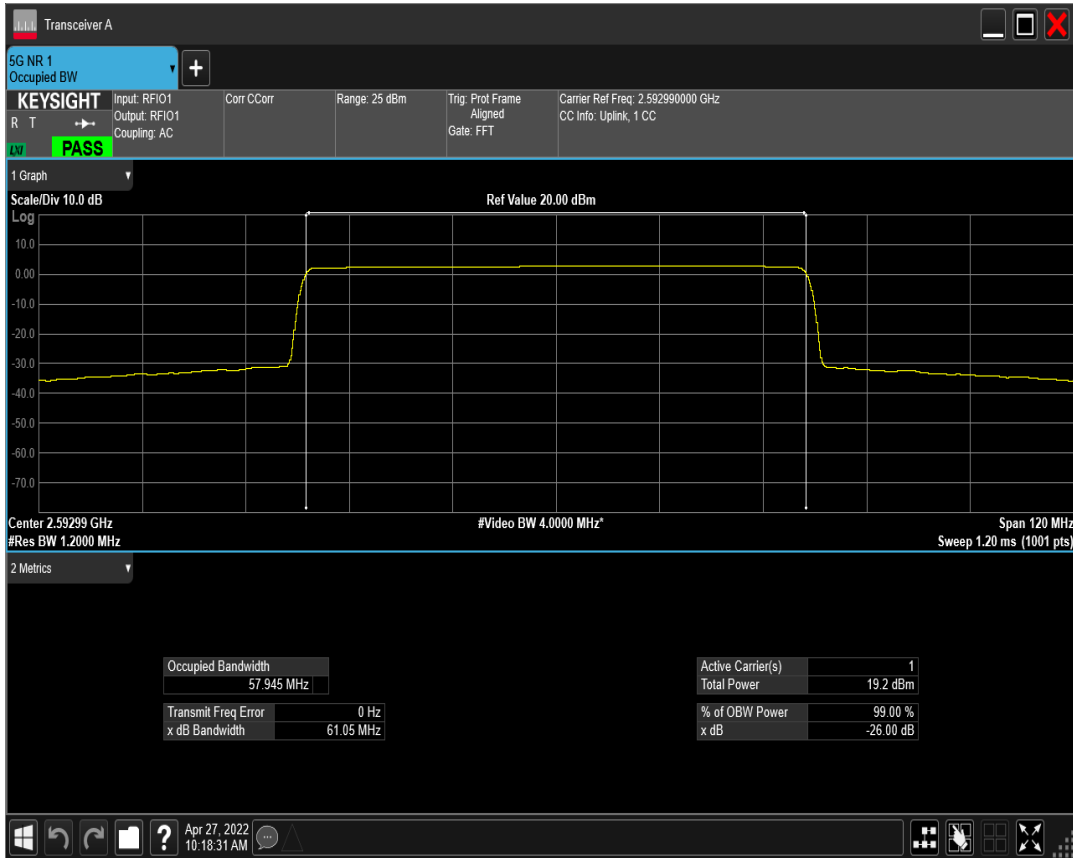 Transceiver A
5G NR 1
Occupied BW
+
KEYSIGHT
R T
LXI
PASS
Input: RFIO1
Output: RFIO1
Coupling: AC
Corr CCorr
Range: 25 dBm
Trig: Prot Frame
Aligned
Gate: FFT
Carrier Ref Freq: 2.592990000 GHz
CC Info: Uplink, 1 CC
1 Graph
Scale/Div 10.0 dB
Ref Value 20.00 dBm
Log
10.0
0.00
-10.0
-20.0
-30.0
-40.0
-50.0
-60.0
-70.0
Center 2.59299 GHz
#Video BW 4.0000 MHz*
Span 120 MHz
#Res BW 1.2000 MHz
Sweep 1.20 ms (1001 pts)
2 Metrics
Occupied Bandwidth
57.945 MHz
Transmit Freq Error 0 Hz
x dB Bandwidth 61.05 MHz
Active Carrier(s) 1
Total Power 19.2 dBm
% of OBW Power 99.00 %
x dB -26.00 dB
?
Apr 27, 2022
10:18:31 AM